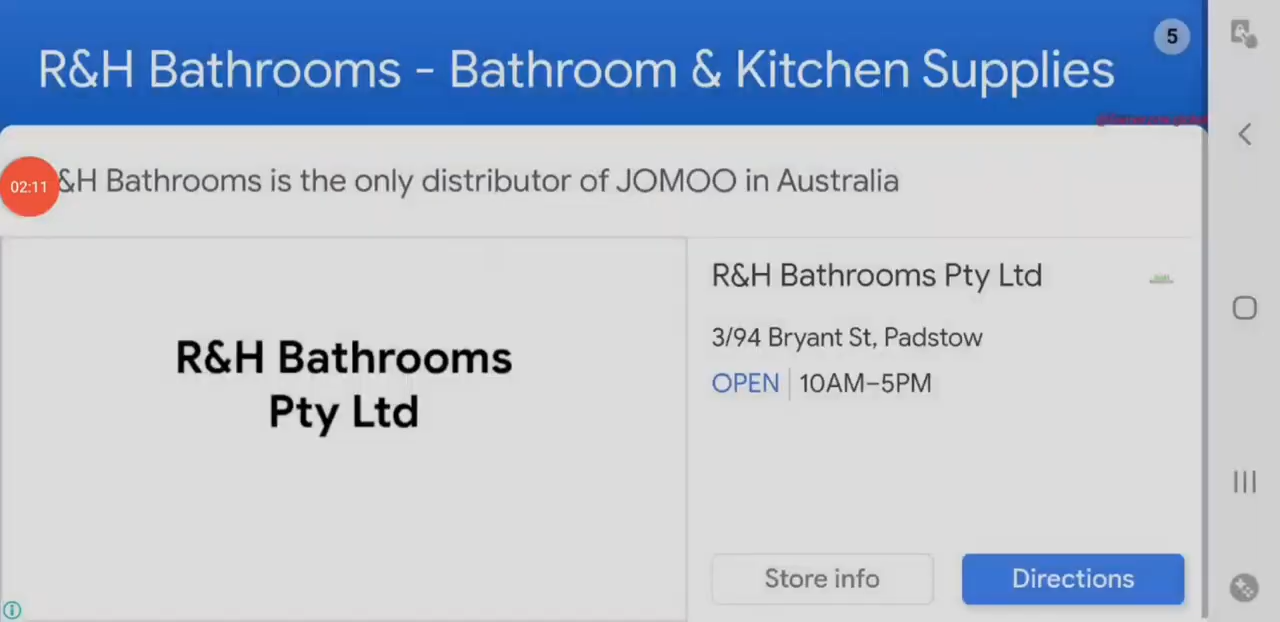 R&H Bathrooms - Bathroom & Kitchen Supplies
5
&H Bathrooms is the only distributor of JOMOO in Australia
02:11
R&H Bathrooms
Pty Ltd
R&H Bathrooms Pty Ltd
3/94 Bryant St, Padstow
OPEN | 10AM–5PM
Store info
Directions